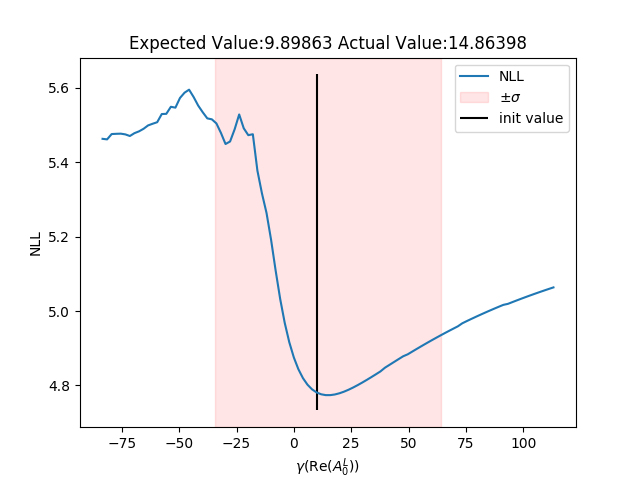 Expected Value:9.89863 Actual Value:14.86398
NLL
±σ
init value
5.6
5.4
5.2
5.0
4.8
NLL
−75 −50 −25 0 25 50 75 100
γ(Re(A₀ᴸ))